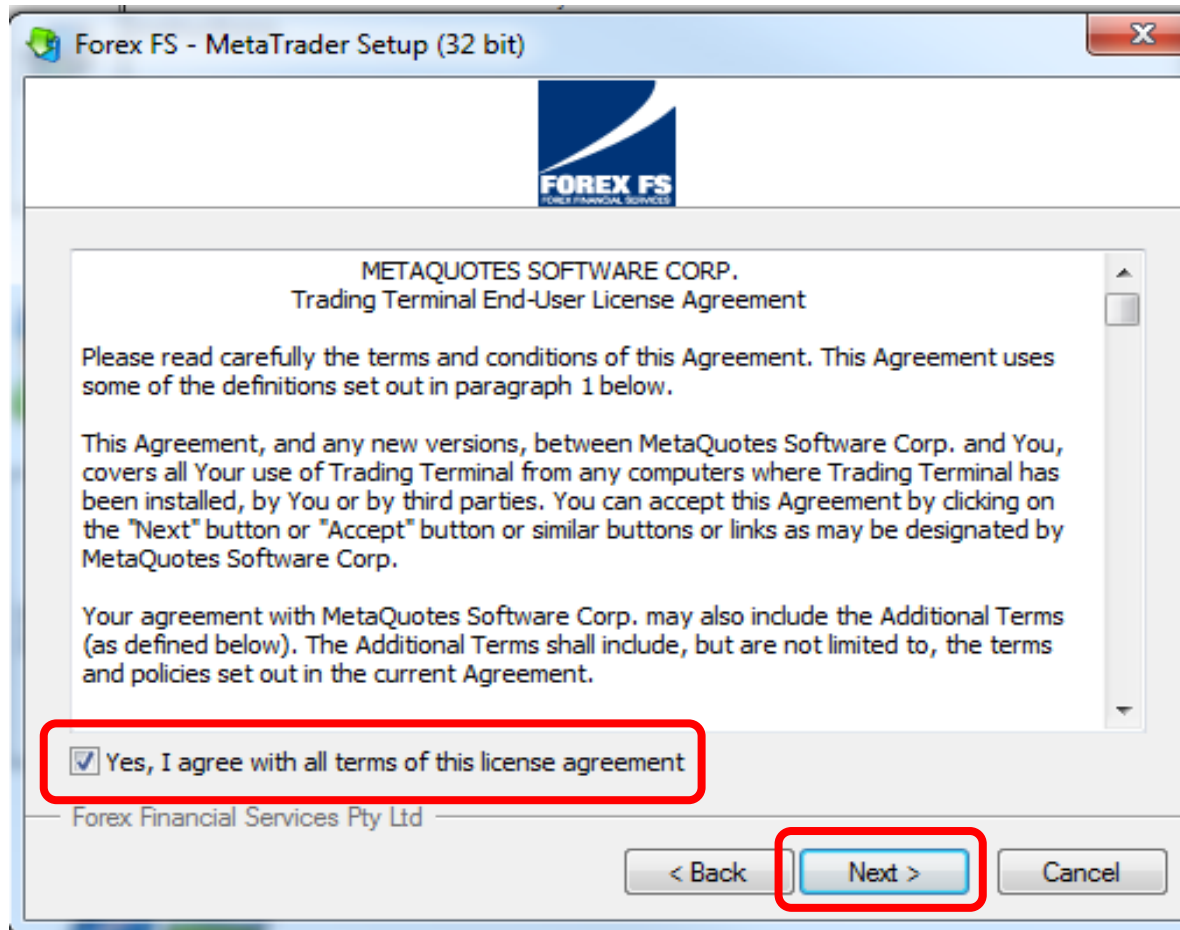 Forex FS - MetaTrader Setup (32 bit)
FOREX FS
FOREX FINANCIAL SERVICES
METAQUOTES SOFTWARE CORP.
Trading Terminal End-User License Agreement
Please read carefully the terms and conditions of this Agreement. This Agreement uses
some of the definitions set out in paragraph 1 below.
This Agreement, and any new versions, between MetaQuotes Software Corp. and You,
covers all Your use of Trading Terminal from any computers where Trading Terminal has
been installed, by You or by third parties. You can accept this Agreement by clicking on
the "Next" button or "Accept" button or similar buttons or links as may be designated by
MetaQuotes Software Corp.
Your agreement with MetaQuotes Software Corp. may also include the Additional Terms
(as defined below). The Additional Terms shall include, but are not limited to, the terms
and policies set out in the current Agreement.
Yes, I agree with all terms of this license agreement
Forex Financial Services Pty Ltd
< Back Next > Cancel